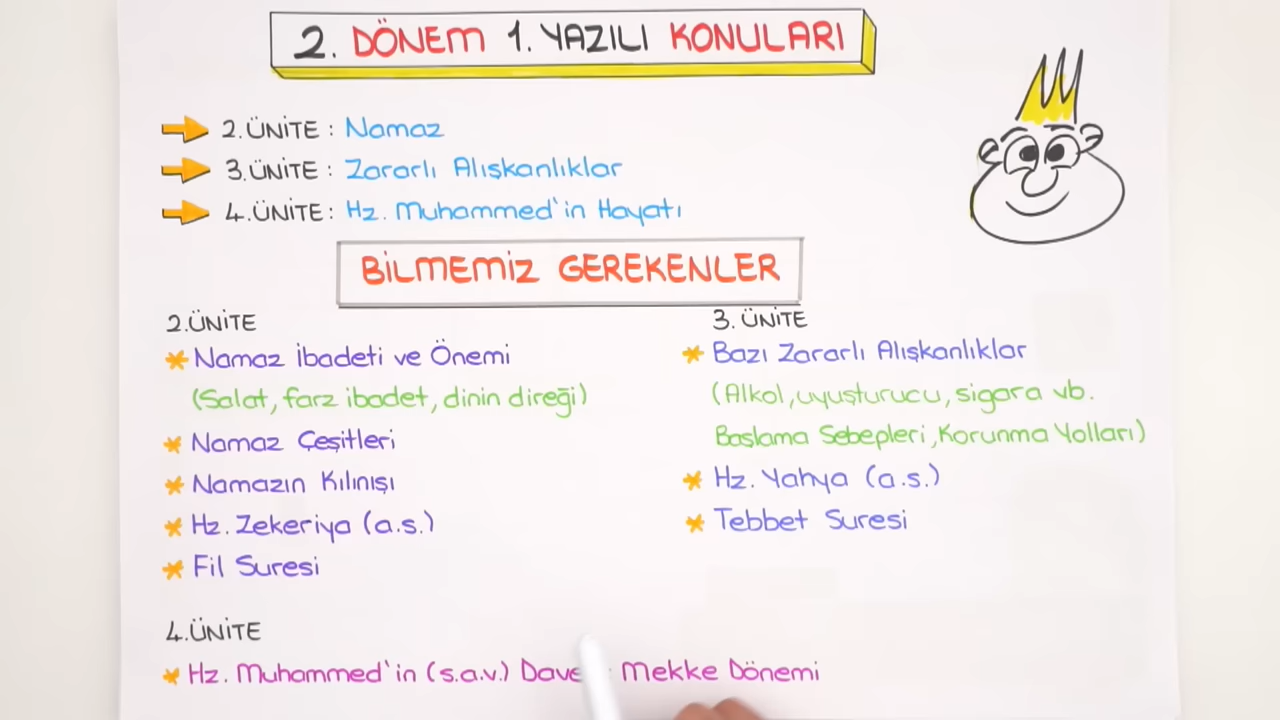 2. DÖNEM 1. YAZILI KONULARI
2.ÜNİTE : Namaz
3.ÜNİTE : Zararlı Alışkanlıklar
4.ÜNİTE : Hz. Muhammed'in Hayatı
BİLMEMİZ GEREKENLER
2.ÜNİTE
Namaz İbadeti ve Önemi
(Salat, farz ibadet, dinin direği)
Namaz Çeşitleri
Namazın Kılınışı
Hz. Zekeriya (a.s.)
Fil Suresi
3. ÜNİTE
Bazı Zararlı Alışkanlıklar
(Alkol, uyuşturucu, sigara vb.
Başlama Sebepleri, Korunma Yolları)
Hz. Yahya (a.s.)
Tebbet Suresi
4.ÜNİTE
Hz. Muhammed'in (s.a.v.) Mekke Dönemi